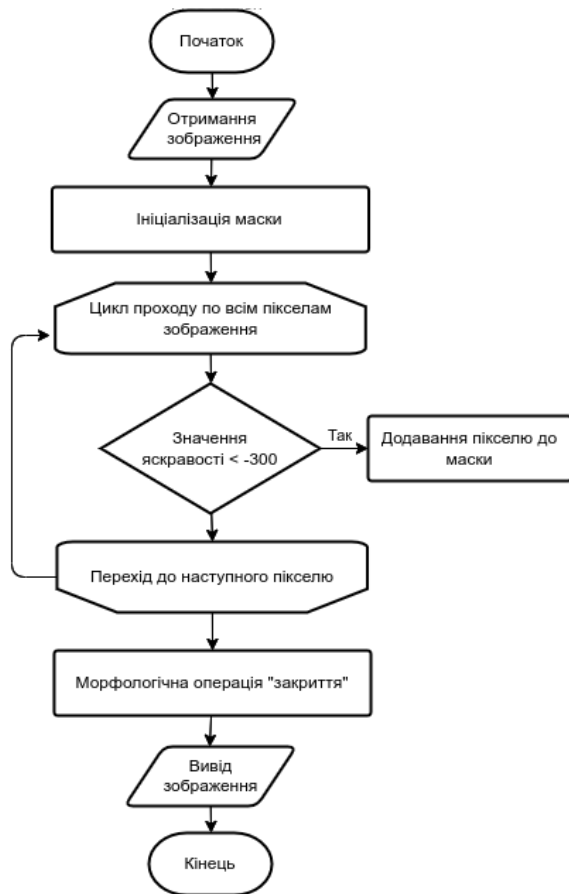 Початок
Отримання
зображення
Ініціалізація маски
Цикл проходу по всім пікселам
зображення
Значення
яскравості < -300
Так
Додавання пікселю до
маски
Перехід до наступного пікселю
Морфологічна операція "закриття"
Вивід
зображення
Кінець